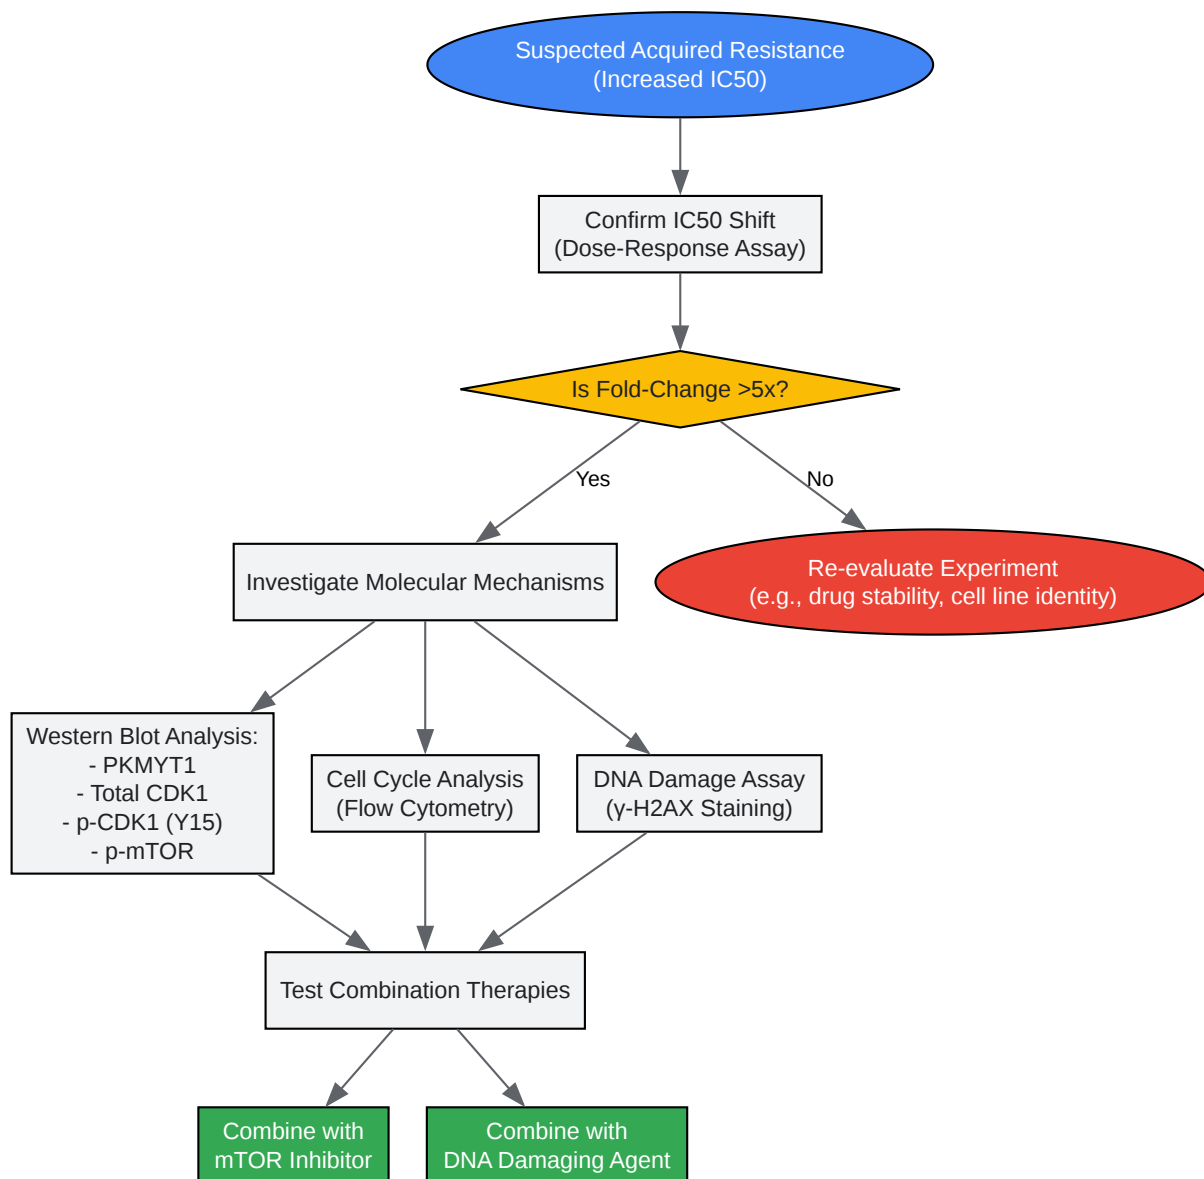 Suspected Acquired Resistance
(Increased IC50)
Confirm IC50 Shift
(Dose-Response Assay)
Is Fold-Change >5x?
Yes
No
Investigate Molecular Mechanisms
Re-evaluate Experiment
(e.g., drug stability, cell line identity)
Western Blot Analysis:
- PKMYT1
- Total CDK1
- p-CDK1 (Y15)
- p-mTOR
Cell Cycle Analysis
(Flow Cytometry)
DNA Damage Assay
(γ-H2AX Staining)
Test Combination Therapies
Combine with
mTOR Inhibitor
Combine with
DNA Damaging Agent